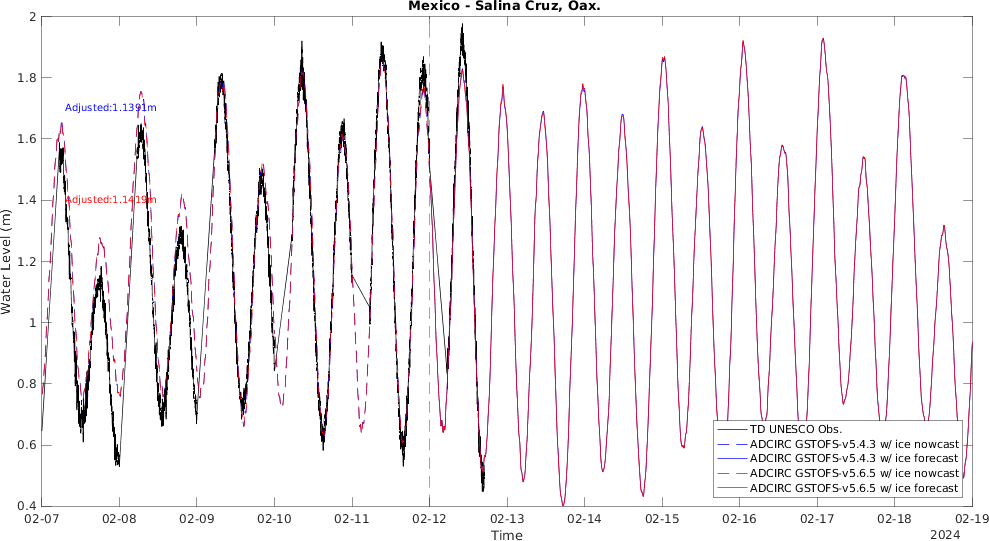 Mexico - Salina Cruz, Oax.
2
1.8
1.6
1.4
1.2
1
0.8
0.6
0.4
Water Level (m)
Adjusted:1.1391m
Adjusted:1.1419m
TD UNESCO Obs.
ADCIRC GSTOFS-v5.4.3 w/ ice nowcast
ADCIRC GSTOFS-v5.4.3 w/ ice forecast
ADCIRC GSTOFS-v5.6.5 w/ ice nowcast
ADCIRC GSTOFS-v5.6.5 w/ ice forecast
02-07 02-08 02-09 02-10 02-11 02-12 02-13 02-14 02-15 02-16 02-17 02-18 02-19
Time
2024